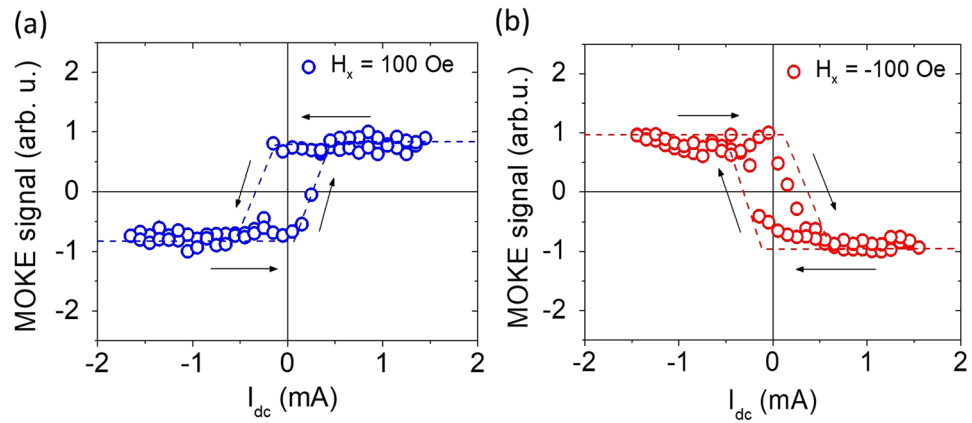 (a)
H_x = 100 Oe
MOKE signal (arb. u.)
2
1
0
-1
-2
-2 -1 0 1 2
I_dc (mA)
(b)
H_x = -100 Oe
MOKE signal (arb.u.)
2
1
0
-1
-2
-2 -1 0 1 2
I_dc (mA)